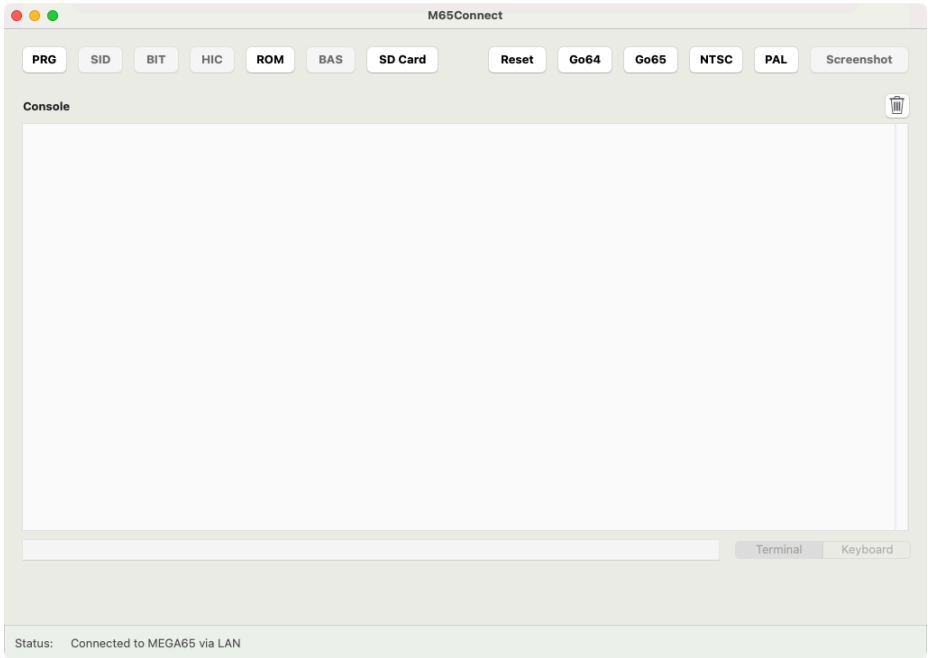 M65Connect
PRG SID BIT HIC ROM BAS SD Card Reset Go64 Go65 NTSC PAL Screenshot
Console
Terminal Keyboard
Status: Connected to MEGA65 via LAN